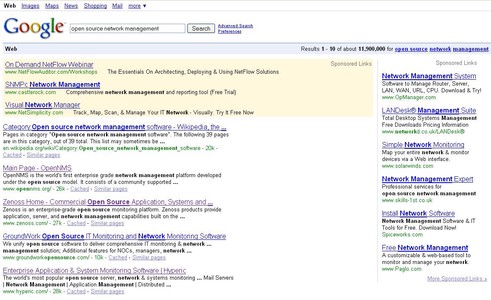 Web Images Maps News Shopping Mail more ▼
Google
open source network management
Search
Advanced Search
Preferences
Web
Results 1 - 10 of about 11,900,000 for open source network management
On Demand NetFlow Webinar
Sponsored Links
www.NetFlowAuditor.com/Workshops The Essentials On Architecting, Deploying & Using NetFlow Solutions
SNMPc Network Management
www.castlerock.com Comprehensive network management and reporting tool (Free Trial)
Visual Network Manager
www.NetSimplicity.com Track, Map, Scan, & Manage Your IT Network - Visually. Try It Free Now
Category:Open source network management software - Wikipedia, the ...
Pages in category "Open source network management software". The following 39 pages
are in this category, out of 39 total. This list may sometimes be ...
en.wikipedia.org/wiki/Category:Open_source_network_management_software - 20k -
Cached - Similar pages
Main Page - OpenNMS
OpenNMS is the world's first enterprise grade network management platform developed
under the open source model. It consists of a community supported ...
www.opennms.org/ - 26k - Cached - Similar pages
Zenoss Home - Commercial Open Source Application, Systems and ...
Zenoss is an enterprise-grade open source monitoring platform. Zenoss products provide
application, server, and network management capabilities built on the ...
www.zenoss.com/ - 27k - Cached - Similar pages
GroundWork Open Source IT Monitoring and Network Monitoring Software
We unify open source software to deliver comprehensive IT monitoring & network ...
management solution; Additional features for NOCs, managers, network ...
www.groundworkopensource.com/ - 10k - Cached - Similar pages
Enterprise Application & System Monitoring Software | Hyperic
The world's most popular open source server, network, & systems monitoring ... Mail Servers
| Network Management | Application Management | Distributed ...
www.hyperic.com/ - 28k - Cached - Similar pages
Sponsored Links
Network Management System
Software to Manage Router, Server,
LAN, WAN, URL, CPU. Download & Try!
www.OpManager.com
LANDesk® Management Suite
Total Desktop Systems Management
Free Downloads Pricing Information
www.networkd.co.uk/LANDesk®
Simple Network Monitoring
Map your entire network & monitor
devices via a Web interface.
www.solarwinds.com
Network Management Expert
Professional services for
open source network management
www.skills-1st.co.uk
Install Network Software
Network Management Software & IT
Tools for Free. Download Now!
Spiceworks.com
Free Network Management
A customizable & web-based tool to
monitor and manage your network.
www.Paglo.com
More Sponsored Links »